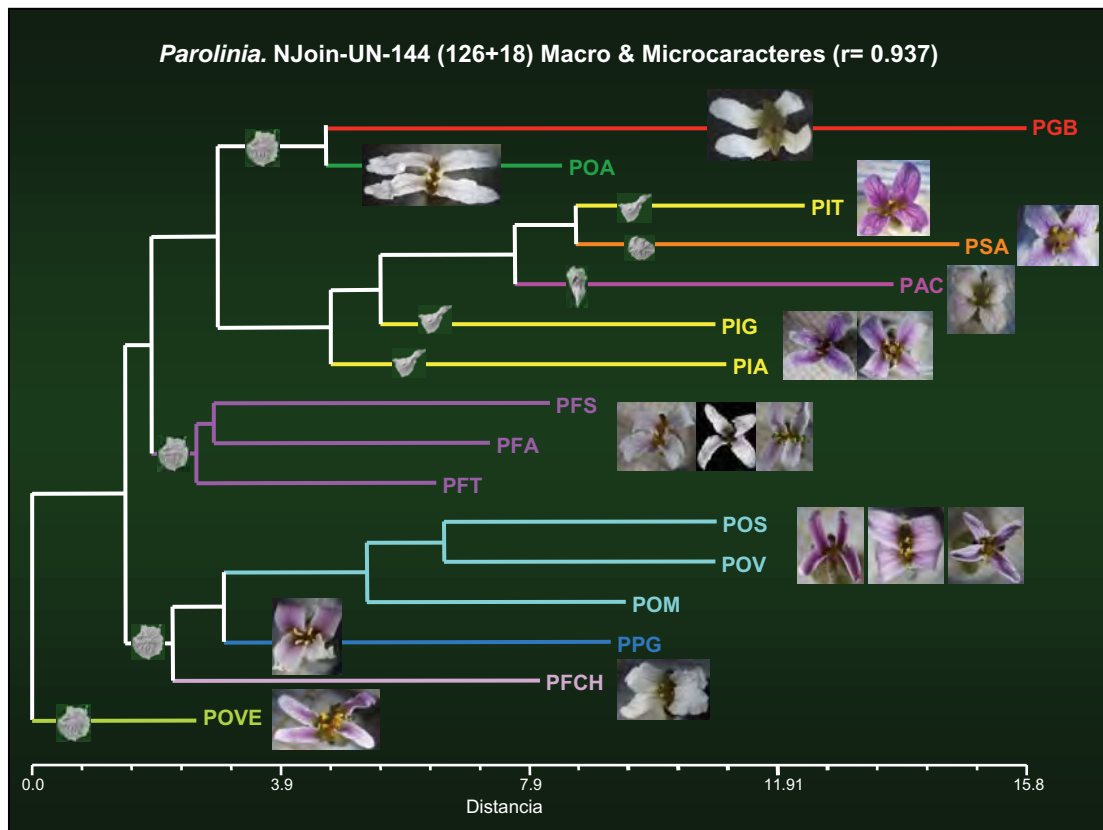 Parolinia. NJoin-UN-144 (126+18) Macro & Microcaracteres (r= 0.937)
PGB
POA
PIT
PSA
PAC
PIG
PIA
PFS
PFA
PFT
POS
POV
POM
PPG
PFCH
POVE
0.0 3.9 7.9 11.91 15.8
Distancia